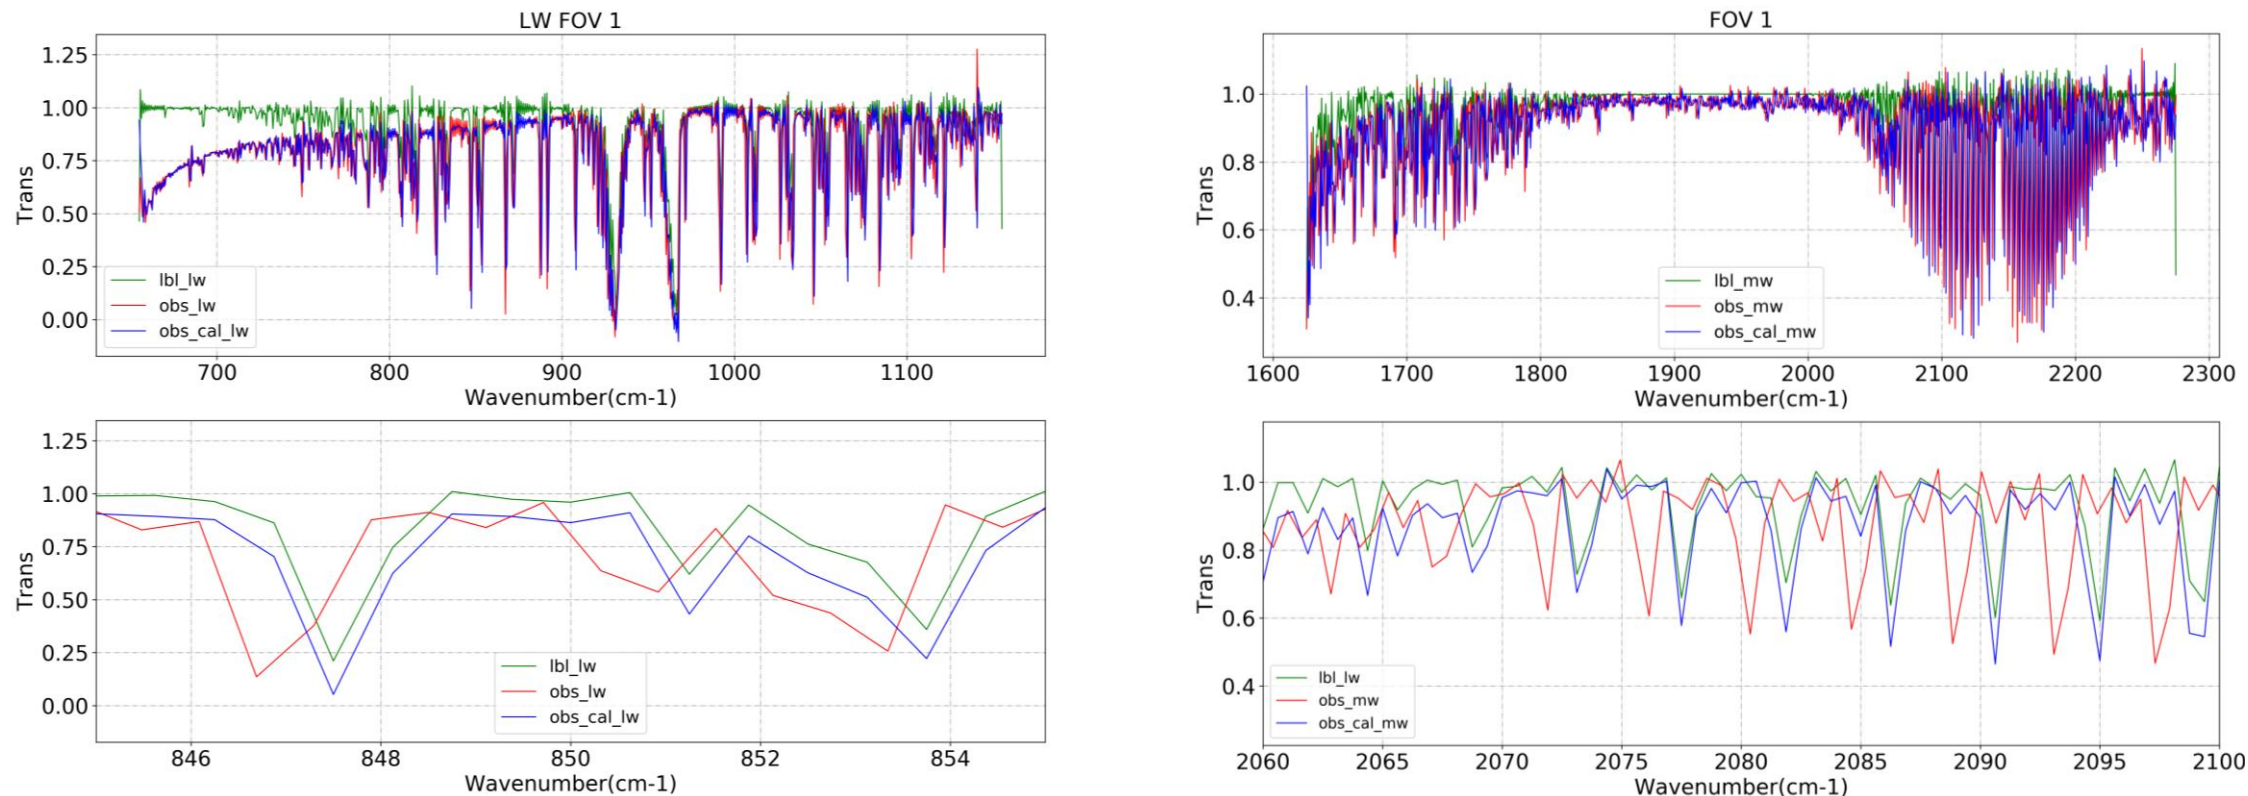 LW FOV 1
1.25
1.00
0.75
0.50
0.25
0.00
Trans
lbl_lw
obs_lw
obs_cal_lw
700 800 900 1000 1100
Wavenumber(cm-1)
FOV 1
1.0
0.8
0.6
0.4
Trans
lbl_mw
obs_mw
obs_cal_mw
1600 1700 1800 1900 2000 2100 2200 2300
Wavenumber(cm-1)
1.25
1.00
0.75
0.50
0.25
0.00
Trans
lbl_lw
obs_lw
obs_cal_lw
846 848 850 852 854
Wavenumber(cm-1)
1.0
0.8
0.6
0.4
Trans
lbl_lw
obs_mw
obs_cal_mw
2060 2065 2070 2075 2080 2085 2090 2095 2100
Wavenumber(cm-1)